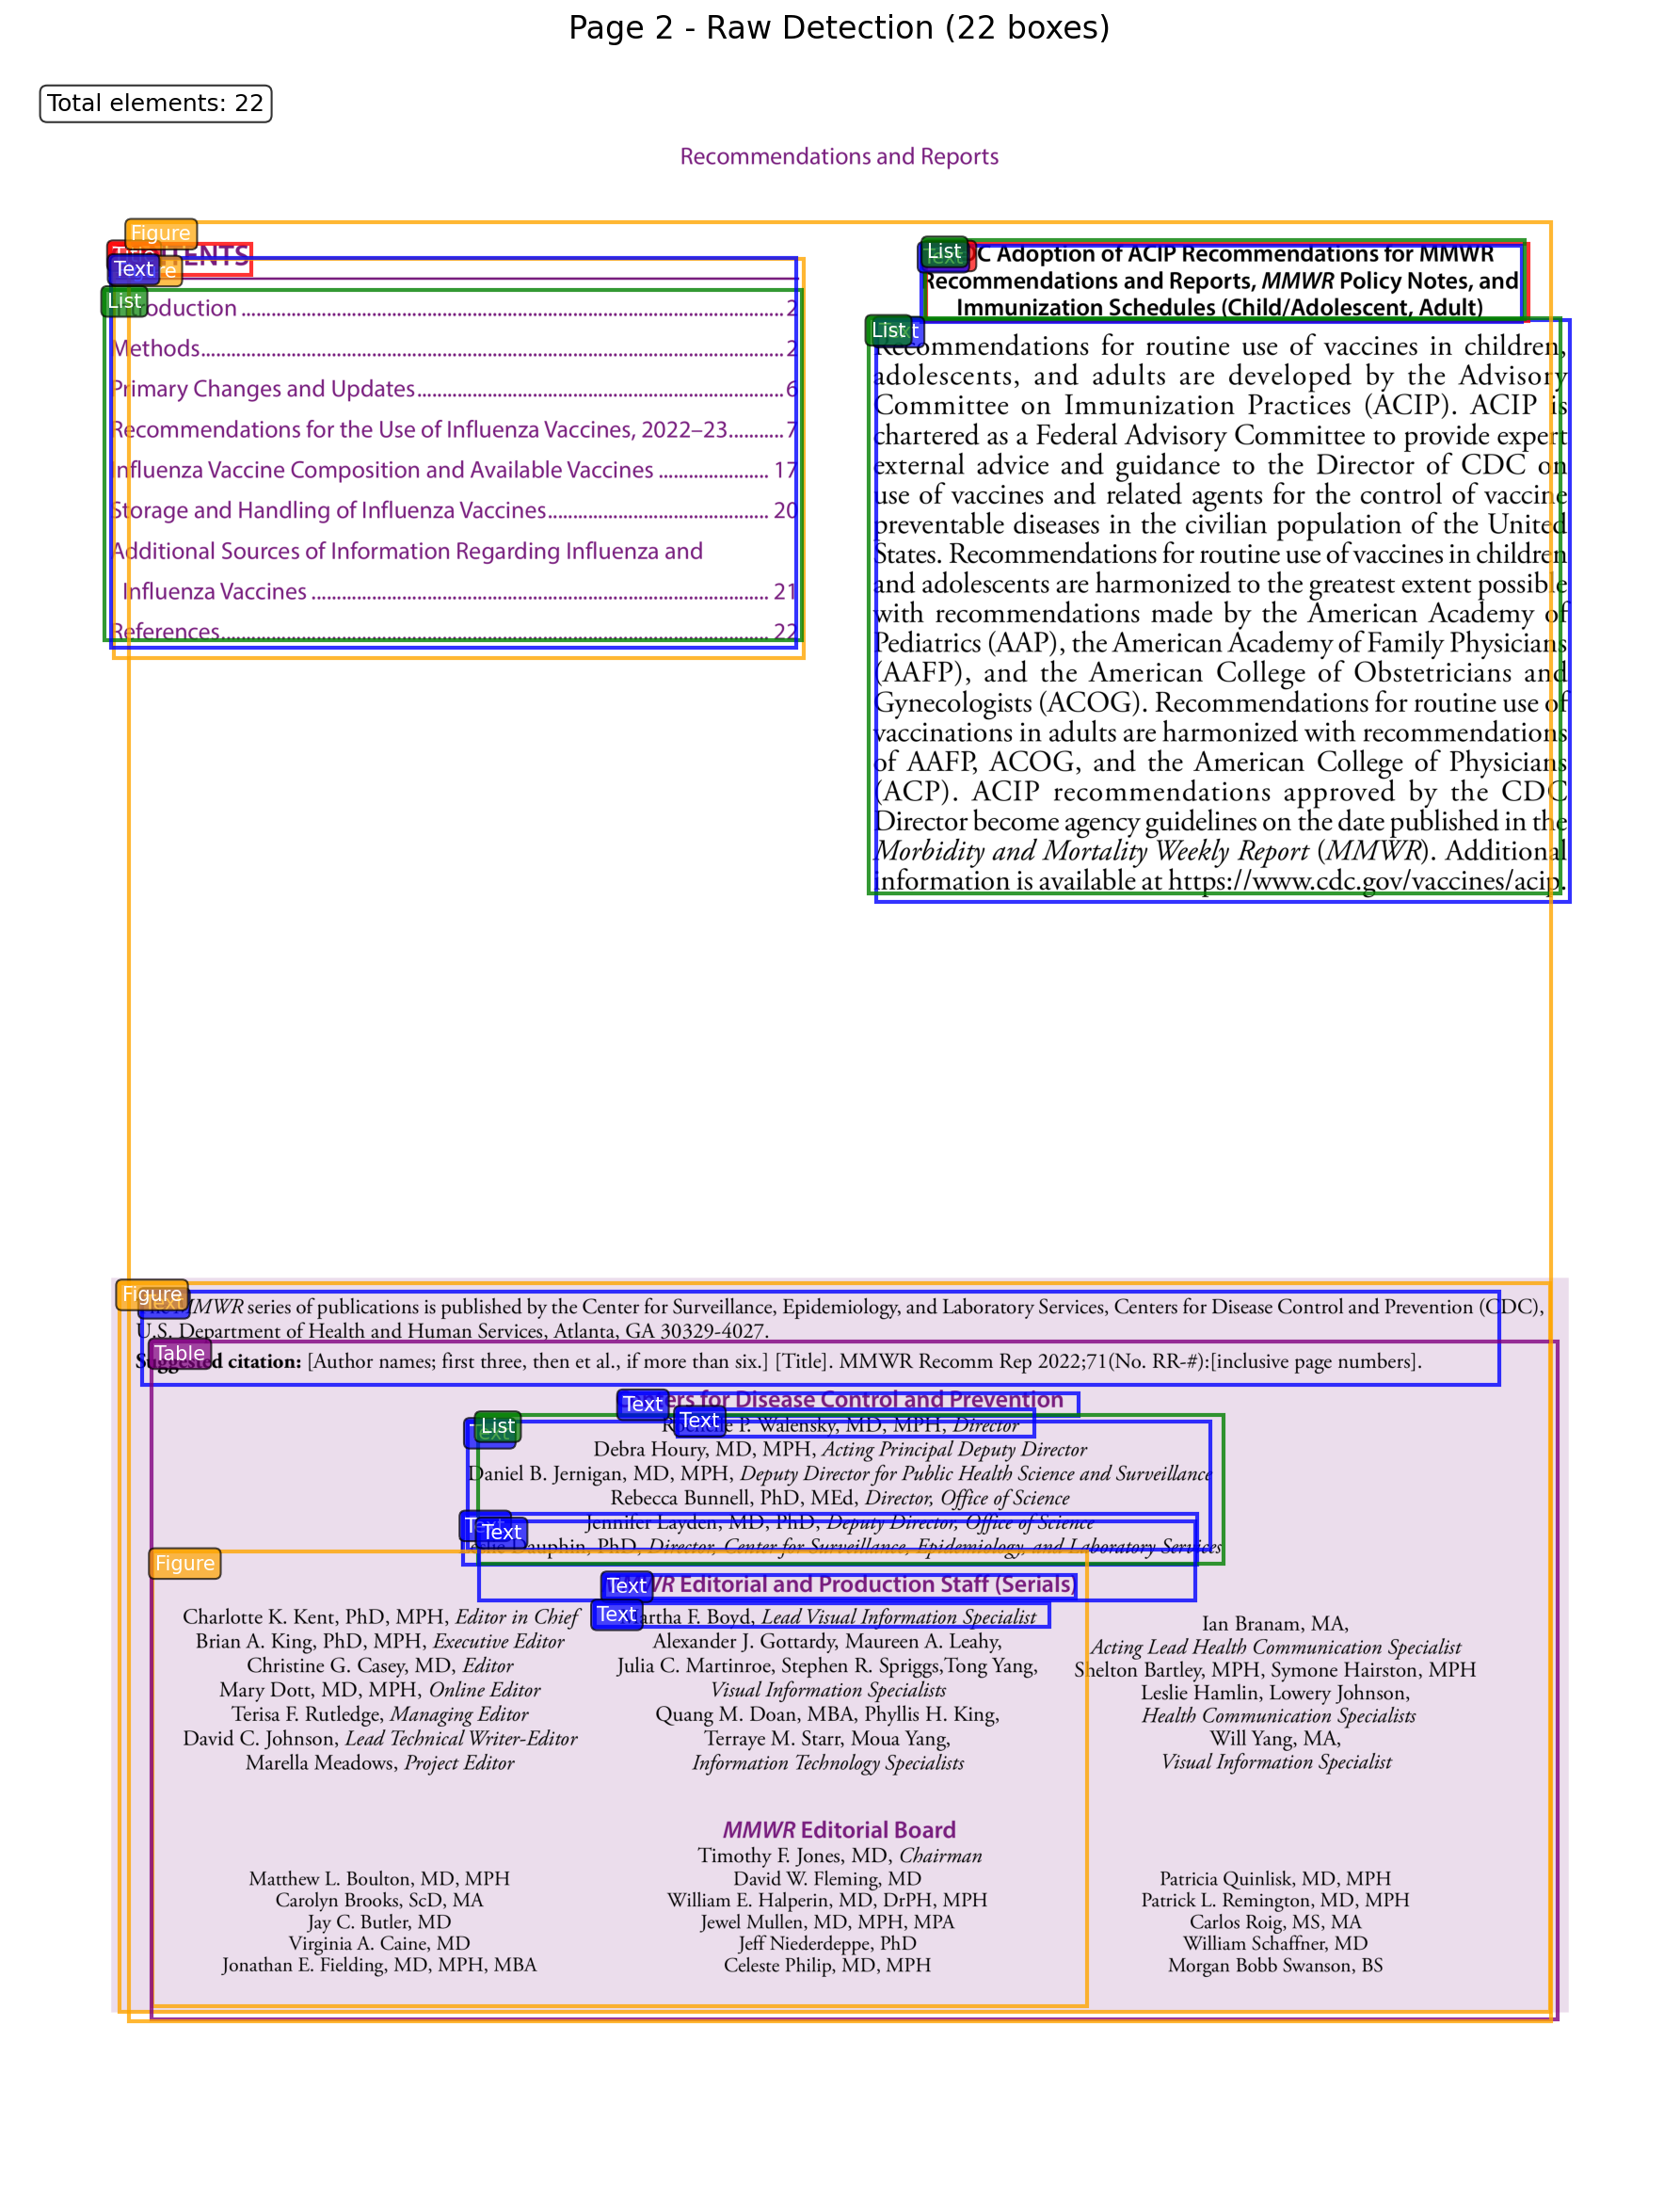 Page 2 - Raw Detection (22 boxes)
Total elements: 22
Recommendations and Reports
Figure
Text
List
Introduction 2
Methods 2
Primary Changes and Updates 6
Recommendations for the Use of Influenza Vaccines, 2022–23 7
Influenza Vaccine Composition and Available Vaccines 17
Storage and Handling of Influenza Vaccines 20
Additional Sources of Information Regarding Influenza and
Influenza Vaccines 21
References 22
List
CDC Adoption of ACIP Recommendations for MMWR
Recommendations and Reports, MMWR Policy Notes, and
Immunization Schedules (Child/Adolescent, Adult)
List
Recommendations for routine use of vaccines in children,
adolescents, and adults are developed by the Advisory
Committee on Immunization Practices (ACIP). ACIP is
chartered as a Federal Advisory Committee to provide expert
external advice and guidance to the Director of CDC on
use of vaccines and related agents for the control of vaccine
preventable diseases in the civilian population of the United
States. Recommendations for routine use of vaccines in children
and adolescents are harmonized to the greatest extent possible
with recommendations made by the American Academy of
Pediatrics (AAP), the American Academy of Family Physicians
(AAFP), and the American College of Obstetricians and
Gynecologists (ACOG). Recommendations for routine use of
vaccinations in adults are harmonized with recommendations
of AAFP, ACOG, and the American College of Physicians
(ACP). ACIP recommendations approved by the CDC
Director become agency guidelines on the date published in the
Morbidity and Mortality Weekly Report (MMWR). Additional
information is available at https://www.cdc.gov/vaccines/acip.
Figure
MMWR series of publications is published by the Center for Surveillance, Epidemiology, and Laboratory Services, Centers for Disease Control and Prevention (CDC),
U.S. Department of Health and Human Services, Atlanta, GA 30329-4027.
Table
Suggested citation: [Author names; first three, then et al., if more than six.] [Title]. MMWR Recomm Rep 2022;71(No. RR-#):[inclusive page numbers].
Text
Centers for Disease Control and Prevention
Text
List
Rochelle P. Walensky, MD, MPH, Director
Debra Houry, MD, MPH, Acting Principal Deputy Director
Daniel B. Jernigan, MD, MPH, Deputy Director for Public Health Science and Surveillance
Rebecca Bunnell, PhD, MEd, Director, Office of Science
Text
Text
Jennifer Layden, MD, PhD, Deputy Director, Office of Science
Leslie Dauphin, PhD, Director, Center for Surveillance, Epidemiology, and Laboratory Services
Figure
Text
MMWR Editorial and Production Staff (Serials)
Text
Charlotte K. Kent, PhD, MPH, Editor in Chief
Brian A. King, PhD, MPH, Executive Editor
Christine G. Casey, MD, Editor
Mary Dott, MD, MPH, Online Editor
Terisa F. Rutledge, Managing Editor
David C. Johnson, Lead Technical Writer-Editor
Marella Meadows, Project Editor
Martha F. Boyd, Lead Visual Information Specialist
Alexander J. Gottardy, Maureen A. Leahy,
Julia C. Martinroe, Stephen R. Spriggs,Tong Yang,
Visual Information Specialists
Quang M. Doan, MBA, Phyllis H. King,
Terraye M. Starr, Moua Yang,
Information Technology Specialists
Ian Branam, MA,
Acting Lead Health Communication Specialist
Shelton Bartley, MPH, Symone Hairston, MPH
Leslie Hamlin, Lowery Johnson,
Health Communication Specialists
Will Yang, MA,
Visual Information Specialist
MMWR Editorial Board
Timothy F. Jones, MD, Chairman
Matthew L. Boulton, MD, MPH
Carolyn Brooks, ScD, MA
Jay C. Butler, MD
Virginia A. Caine, MD
Jonathan E. Fielding, MD, MPH, MBA
David W. Fleming, MD
William E. Halperin, MD, DrPH, MPH
Jewel Mullen, MD, MPH, MPA
Jeff Niederdeppe, PhD
Celeste Philip, MD, MPH
Patricia Quinlisk, MD, MPH
Patrick L. Remington, MD, MPH
Carlos Roig, MS, MA
William Schaffner, MD
Morgan Bobb Swanson, BS